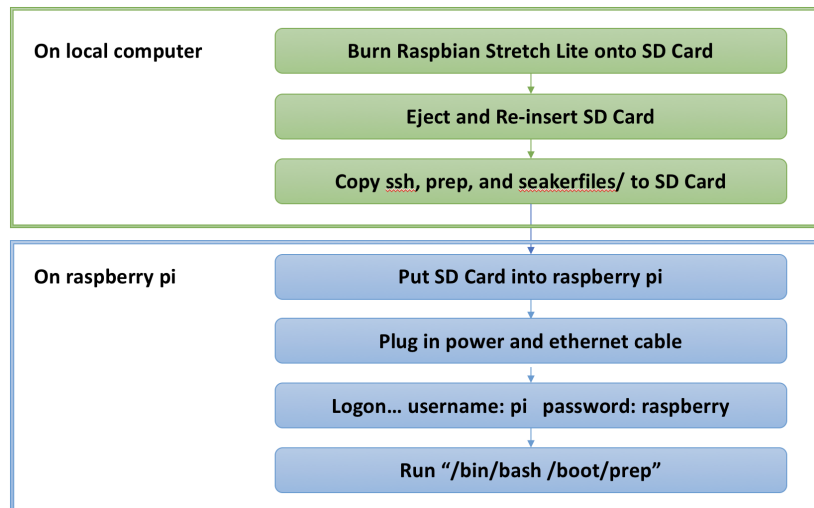 On local computer
Burn Raspbian Stretch Lite onto SD Card
Eject and Re-insert SD Card
Copy ssh, prep, and seakerfiles/ to SD Card
On raspberry pi
Put SD Card into raspberry pi
Plug in power and ethernet cable
Logon... username: pi   password: raspberry
Run “/bin/bash /boot/prep”